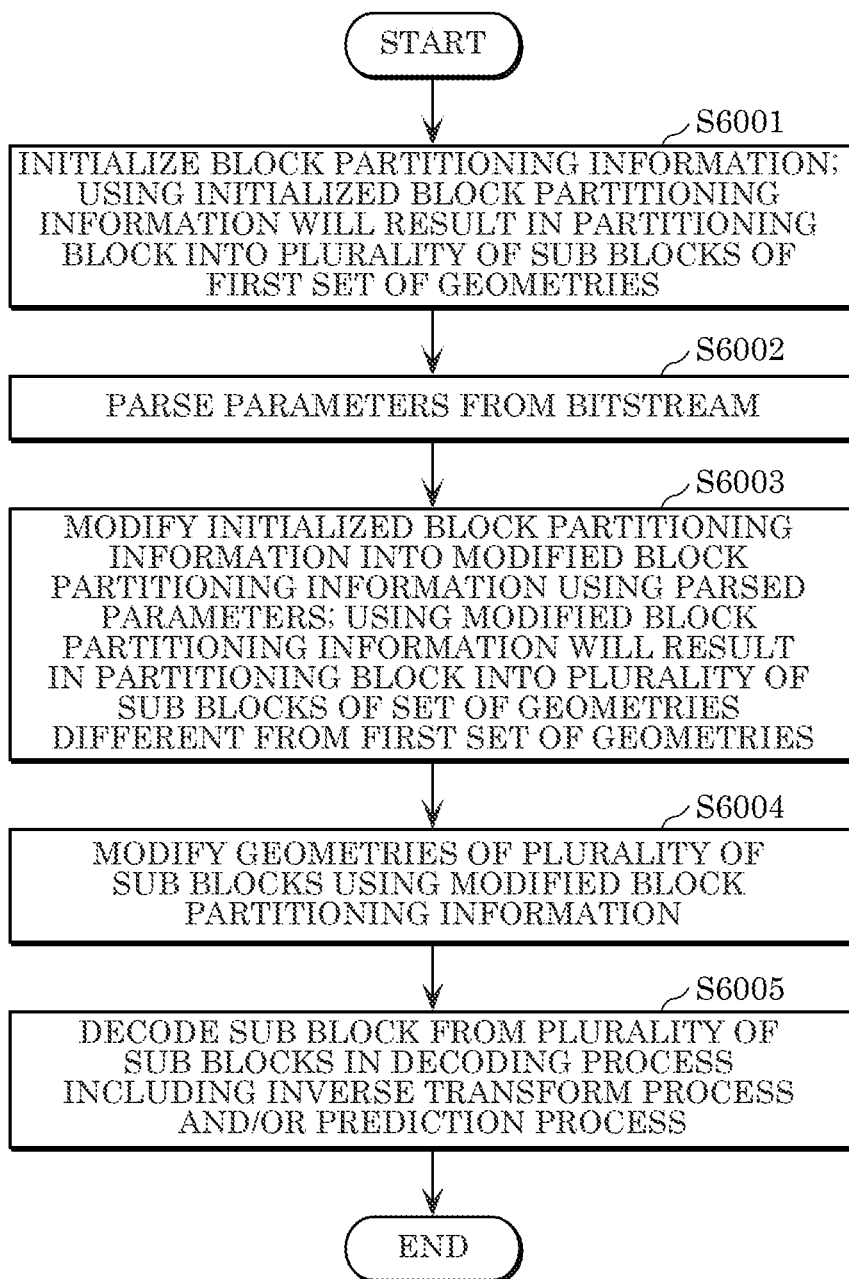 START
S6001
INITIALIZE BLOCK PARTITIONING INFORMATION;
USING INITIALIZED BLOCK PARTITIONING
INFORMATION WILL RESULT IN PARTITIONING
BLOCK INTO PLURALITY OF SUB BLOCKS OF
FIRST SET OF GEOMETRIES
S6002
PARSE PARAMETERS FROM BITSTREAM
S6003
MODIFY INITIALIZED BLOCK PARTITIONING
INFORMATION INTO MODIFIED BLOCK
PARTITIONING INFORMATION USING PARSED
PARAMETERS; USING MODIFIED BLOCK
PARTITIONING INFORMATION WILL RESULT
IN PARTITIONING BLOCK INTO PLURALITY OF
SUB BLOCKS OF SET OF GEOMETRIES
DIFFERENT FROM FIRST SET OF GEOMETRIES
S6004
MODIFY GEOMETRIES OF PLURALITY OF
SUB BLOCKS USING MODIFIED BLOCK
PARTITIONING INFORMATION
S6005
DECODE SUB BLOCK FROM PLURALITY OF
SUB BLOCKS IN DECODING PROCESS
INCLUDING INVERSE TRANSFORM PROCESS
AND/OR PREDICTION PROCESS
END